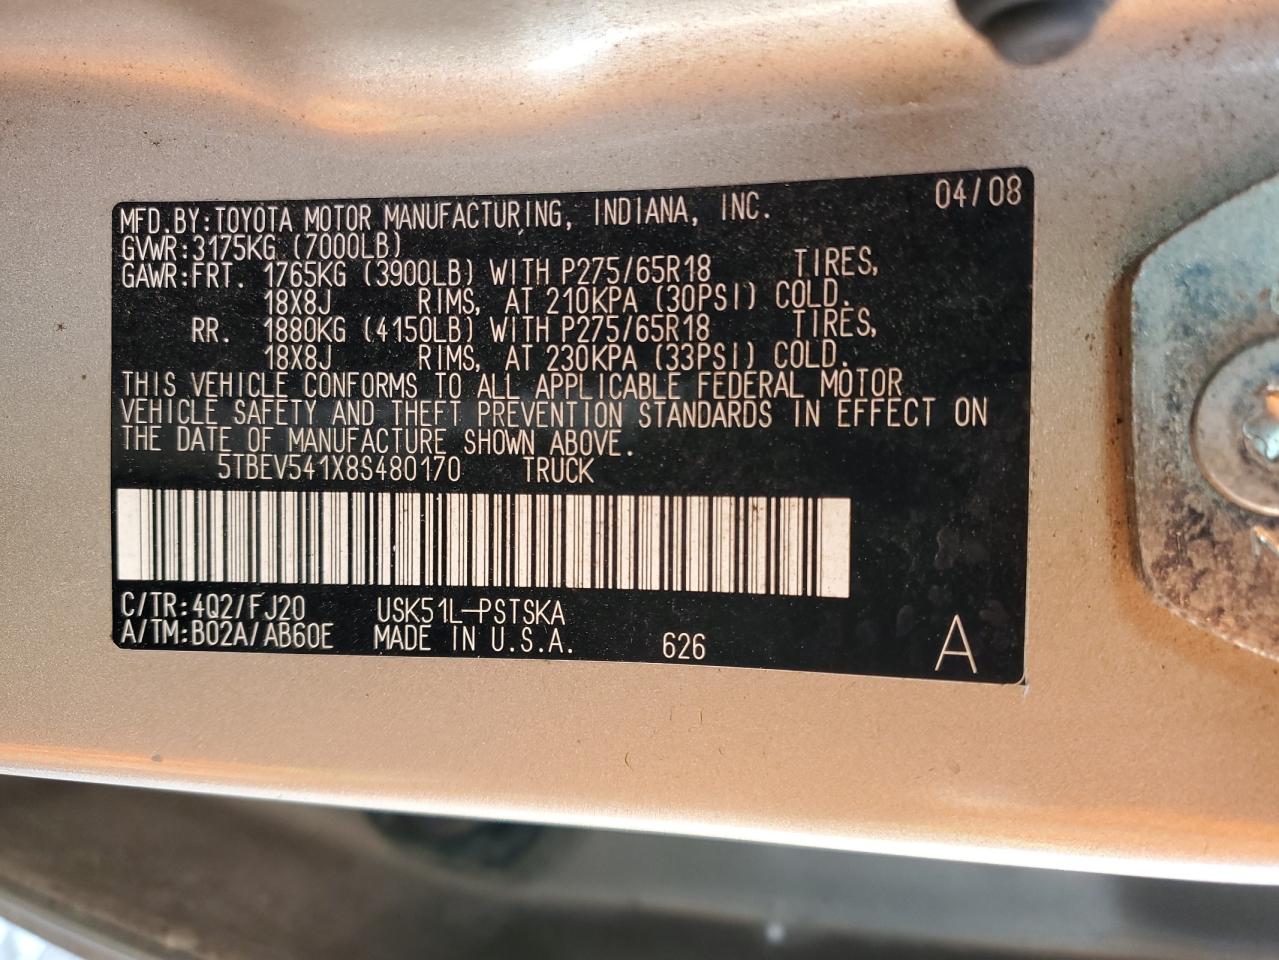 MFD.BY:TOYOTA MOTOR MANUFACTURING, INDIANA, INC. 04/08
GVWR:3175KG (7000LB)
GAWR:FRT. 1765KG (3900LB) WITH P275/65R18 TIRES,
18X8J RIMS, AT 210KPA (30PSI) COLD.
RR. 1880KG (4150LB) WITH P275/65R18 TIRES,
18X8J RIMS, AT 230KPA (33PSI) COLD.
THIS VEHICLE CONFORMS TO ALL APPLICABLE FEDERAL MOTOR
VEHICLE SAFETY AND THEFT PREVENTION STANDARDS IN EFFECT ON
THE DATE OF MANUFACTURE SHOWN ABOVE.
5TBEV541X8S480170 TRUCK
C/TR:4Q2/FJ20 USK51L-PSTSKA
A/TM:B02A/AB60E MADE IN U.S.A. 626 A